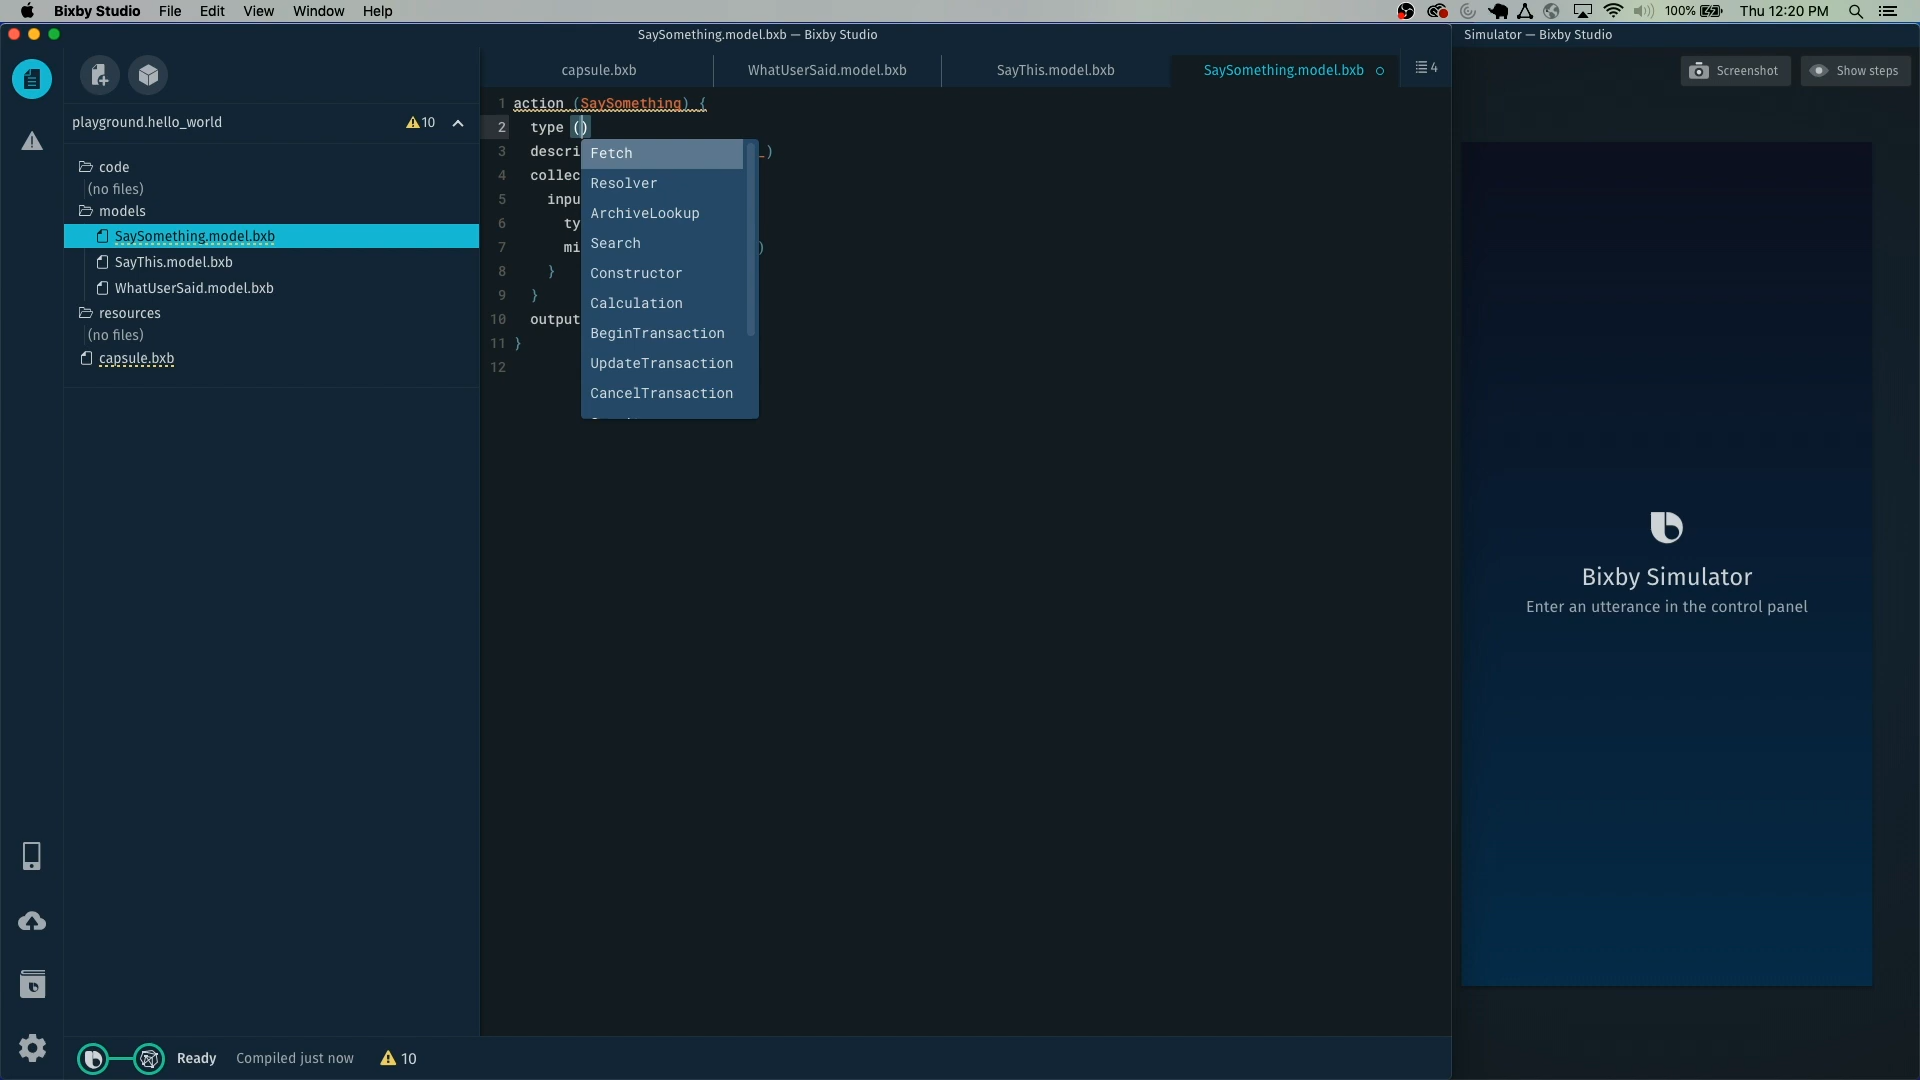 Bixby Studio File Edit View Window Help
100% Thu 12:20 PM
SaySomething.model.bxb — Bixby Studio
Simulator — Bixby Studio
capsule.bxb
WhatUserSaid.model.bxb
SayThis.model.bxb
SaySomething.model.bxb
4
Screenshot
Show steps
playground.hello_world
10
code
(no files)
models
SaySomething.model.bxb
SayThis.model.bxb
WhatUserSaid.model.bxb
resources
(no files)
capsule.bxb
1 action (SaySomething) {
2 type ()
3 descri _)
4 collec
5 inpu
6 ty
7 mi )
8 }
9 }
10 output
11 }
12
Fetch
Resolver
ArchiveLookup
Search
Constructor
Calculation
BeginTransaction
UpdateTransaction
CancelTransaction
Bixby Simulator
Enter an utterance in the control panel
Ready Compiled just now 10